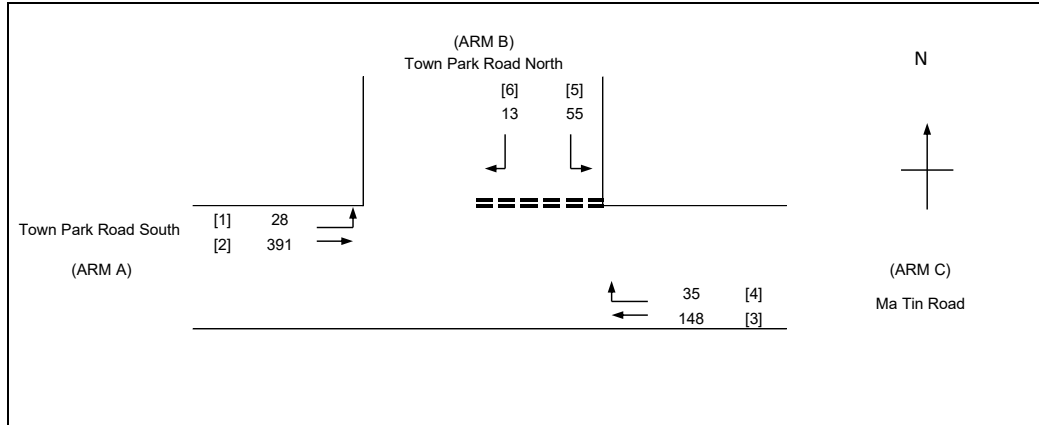 (ARM B)
Town Park Road North
N
[6] [5]
13 55
Town Park Road South
[1] 28
[2] 391
(ARM A)
(ARM C)
35 [4]
Ma Tin Road
148 [3]